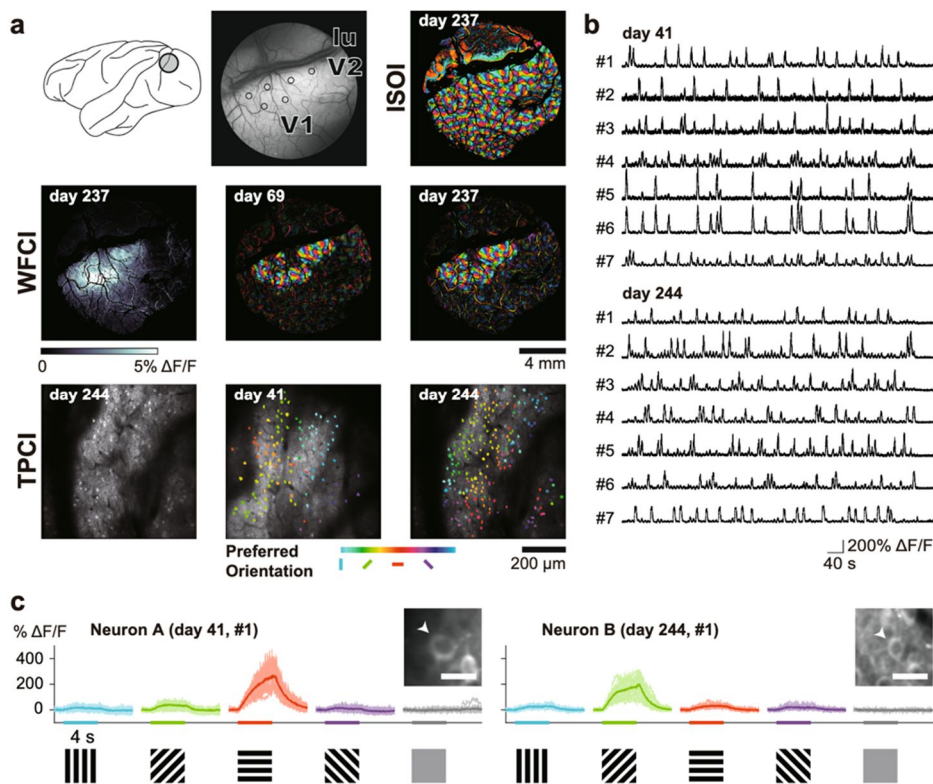 a
lu
V2
V1
ISOI
day 237
WFCI
day 237
day 69
day 237
0
5% ΔF/F
4 mm
TPCI
day 244
day 41
day 244
Preferred
Orientation
200 μm
b
day 41
#1
#2
#3
#4
#5
#6
#7
day 244
#1
#2
#3
#4
#5
#6
#7
200% ΔF/F
40 s
c
% ΔF/F
Neuron A (day 41, #1)
Neuron B (day 244, #1)
400
200
0
4 s